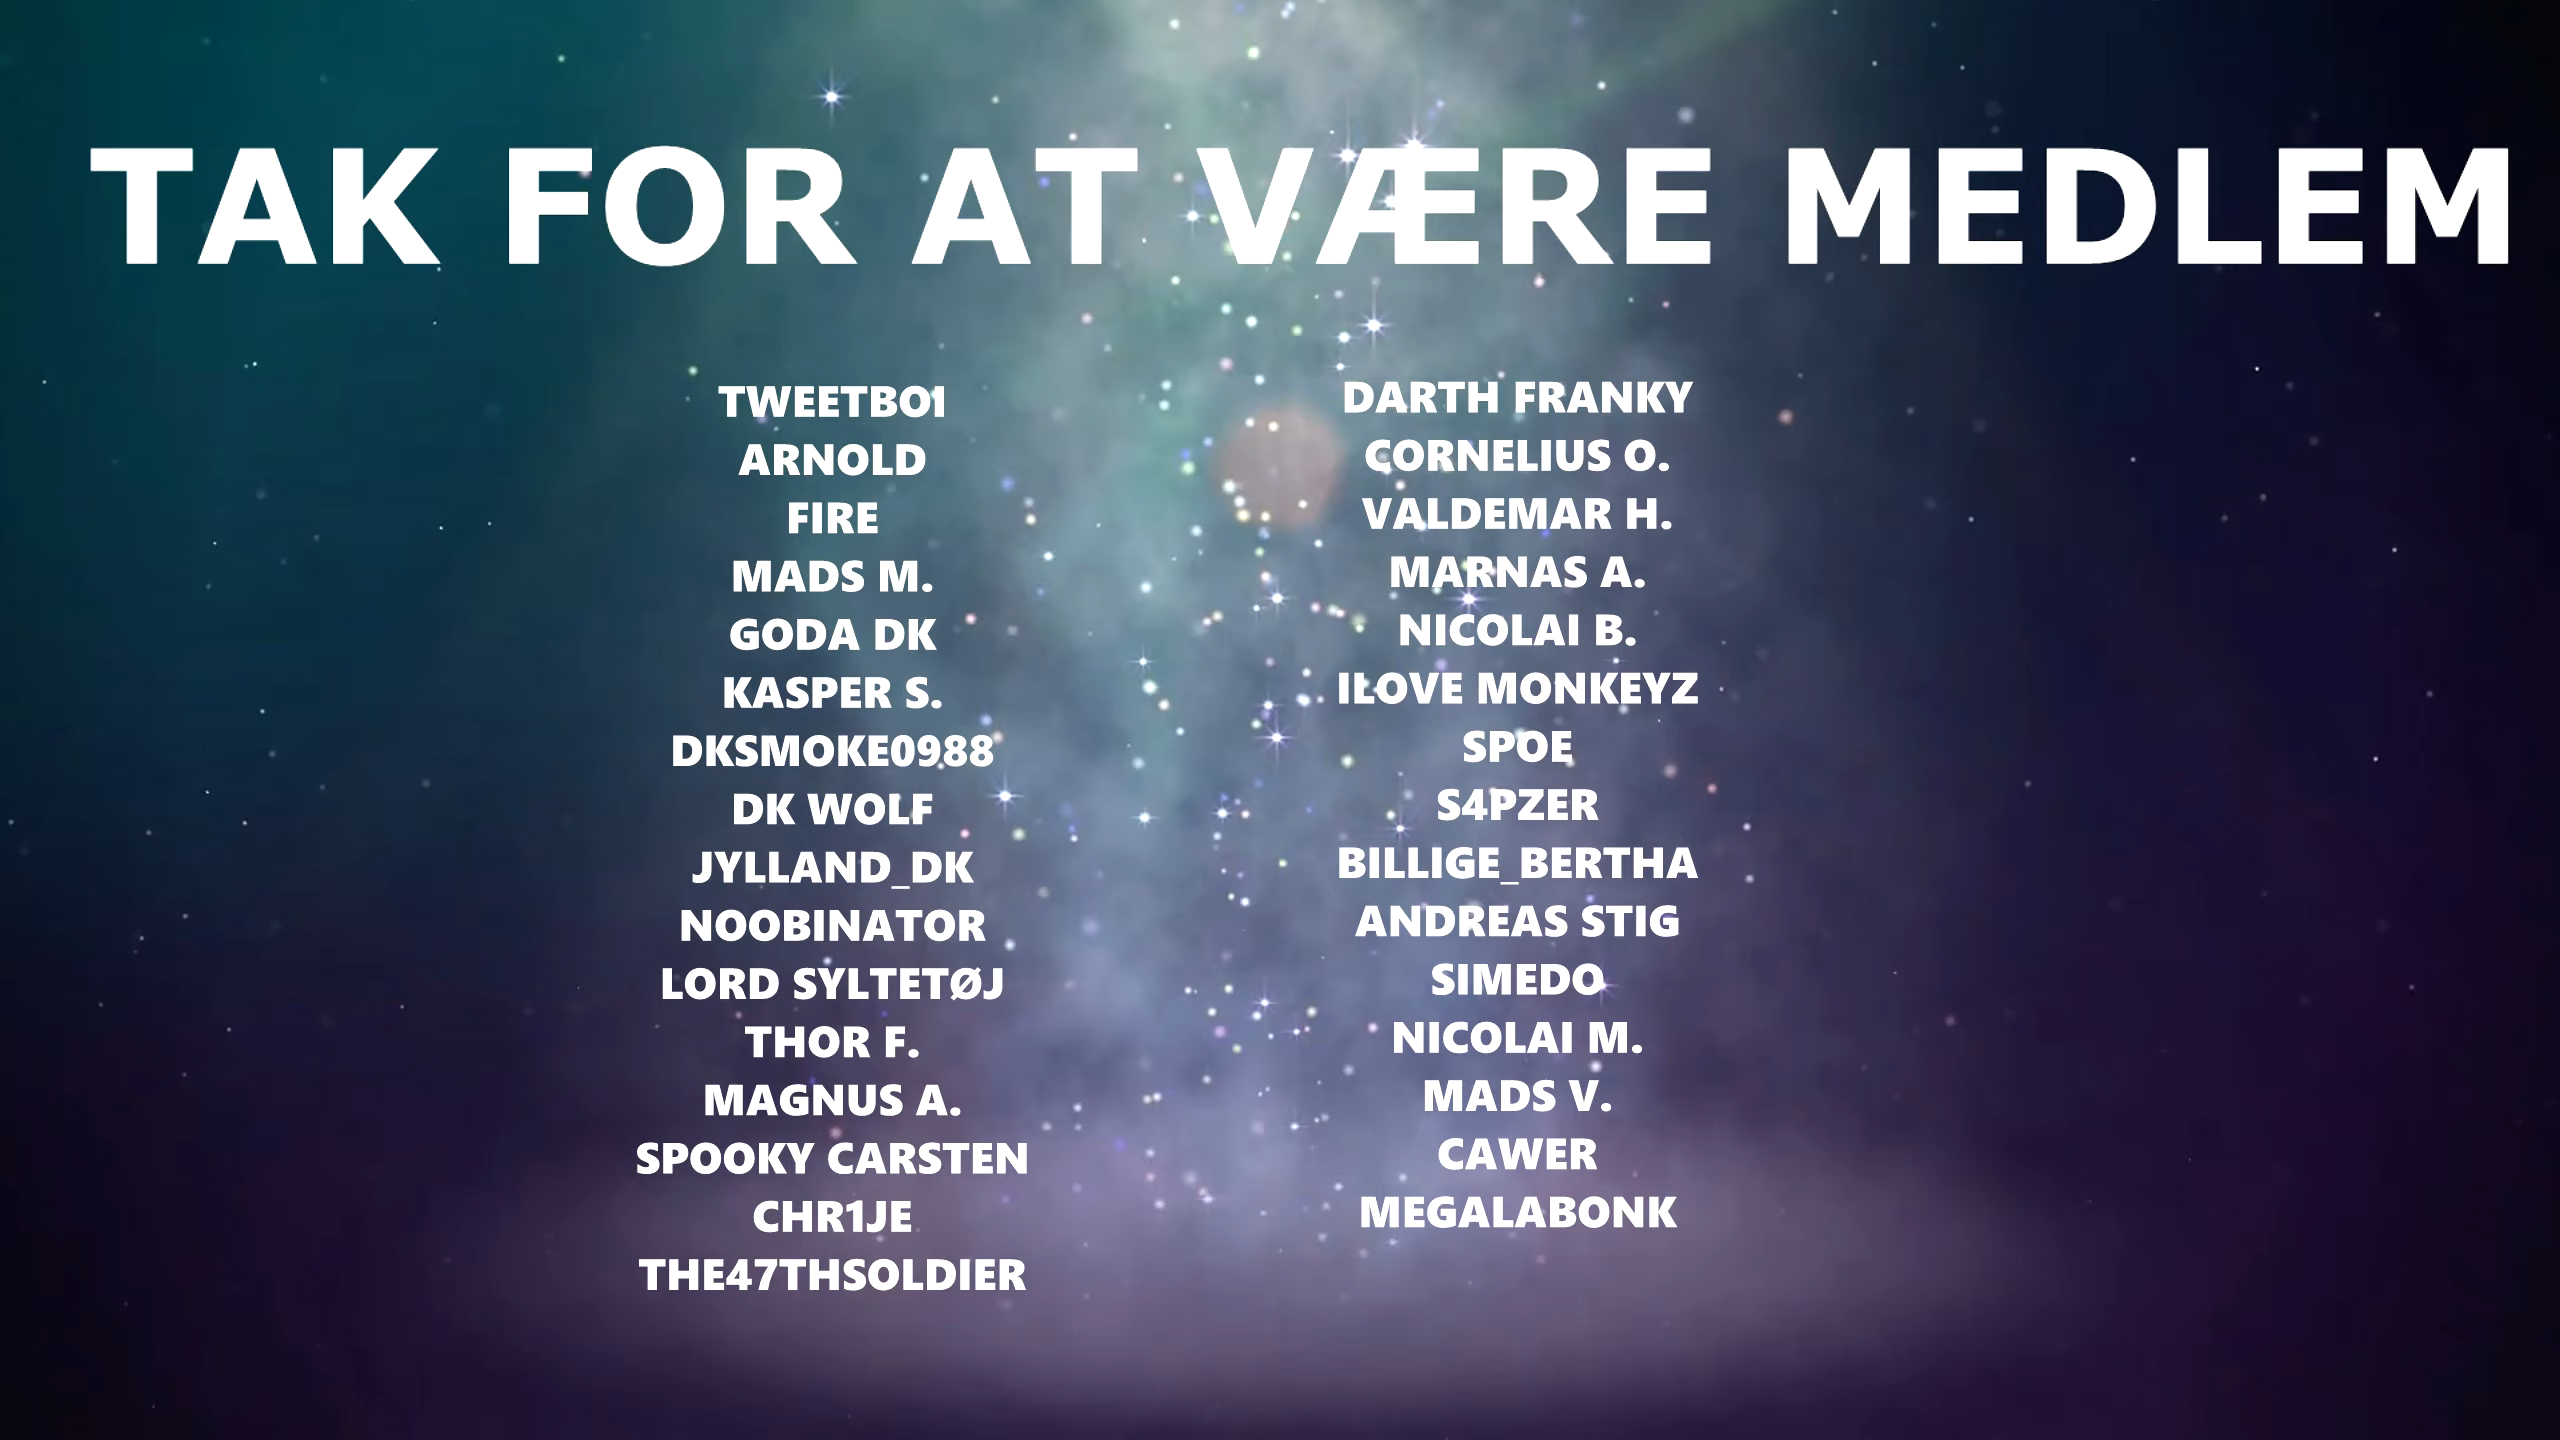 TAK FOR AT VÆRE MEDLEM
TWEETBOI
ARNOLD
FIRE
MADS M.
GODA DK
KASPER S.
DKSMOKE0988
DK WOLF
JYLLAND_DK
NOOBINATOR
LORD SYLTETØJ
THOR F.
MAGNUS A.
SPOOKY CARSTEN
CHR1JE
THE47THSOLDIER
DARTH FRANKY
CORNELIUS O.
VALDEMAR H.
MARNAS A.
NICOLAI B.
ILOVE MONKEYZ
SPOE
S4PZER
BILLIGE_BERTHA
ANDREAS STIG
SIMEDO
NICOLAI M.
MADS V.
CAWER
MEGALABONK